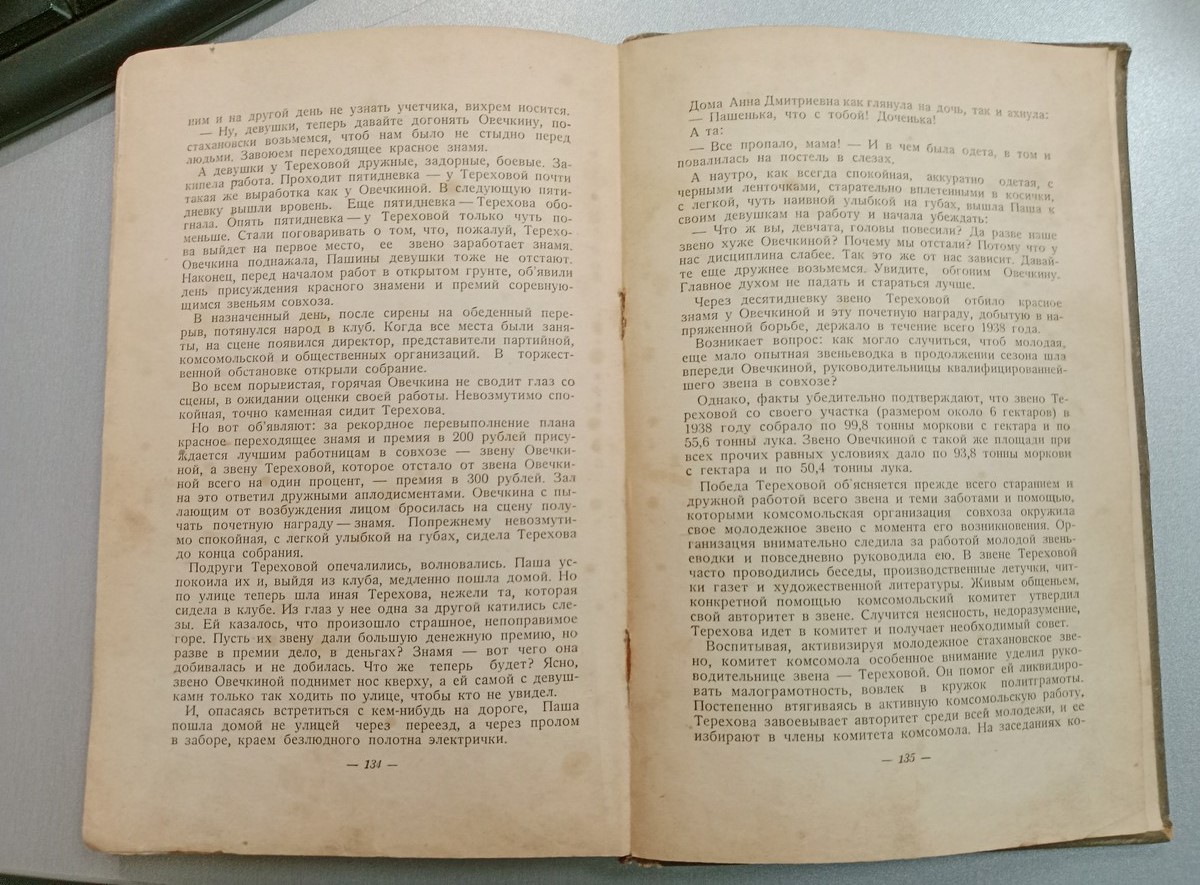 ним и на другой день не узнать учетчика, вихрем носится.
— Ну, девушки, теперь давайте догонять Овечкину, по-
стахановски возьмемся, чтоб нам было не стыдно перед
людьми. Завоюем переходящее красное знамя.
А девушки у Тереховой дружные, задорные, боевые. За-
кипела работа. Проходит пятидневка — у Тереховой почти
такая же выработка как у Овечкиной. В следующую пяти-
дневку вышли вровень. Еще пятидневка — Терехова обо-
гнала. Опять пятидневка — у Тереховой только чуть по-
меньше. Стали поговаривать о том, что, пожалуй, Терехо-
ва выйдет на первое место, ее звено заработает знамя.
Овечкина поднажала, Пашины девушки тоже не отстают.
Наконец, перед началом работ в открытом грунте, об'явили
день присуждения красного знамени и премий соревную-
щимся звеньям совхоза.
В назначенный день, после сирены на обеденный пере-
рыв, потянулся народ в клуб. Когда все места были заня-
ты, на сцене появился директор, представители партийной,
комсомольской и общественных организаций. В торжест-
венной обстановке открыли собрание.
Во всем порывистая, горячая Овечкина не сводит глаз со
сцены, в ожидании оценки своей работы. Невозмутимо спо-
койная, точно каменная сидит Терехова.
Но вот об'являют: за рекордное перевыполнение плана
красное переходящее знамя и премия в 200 рублей прису-
ждается лучшим работницам в совхозе — звену Овечки-
ной, а звену Тереховой, которое отстало от звена Овечки-
ной всего на один процент, — премия в 300 рублей. Зал
на это ответил дружными аплодисментами. Овечкина с пы-
лающим от возбуждения лицом бросилась на сцену полу-
чать почетную награду — знамя. Попрежнему невозмути-
мо спокойная, с легкой улыбкой на губах, сидела Терехова
до конца собрания.
Подруги Тереховой опечалились, волновались. Паша ус-
покоила их и, выйдя из клуба, медленно пошла домой. Но
по улице теперь шла иная Терехова, нежели та, которая
сидела в клубе. Из глаз у нее одна за другой катились сле-
зы. Ей казалось, что произошло страшное, непоправимое
горе. Пусть их звену дали большую денежную премию, но
разве в премии дело, в деньгах? Знамя — вот чего она
добивалась и не добилась. Что же теперь будет? Ясно,
звено Овечкиной поднимет нос кверху, а ей самой с девуш-
ками только так ходить по улице, чтобы кто не увидел.
И, опасаясь встретиться с кем-нибудь на дороге, Паша
пошла домой не улицей через переезд, а через пролом
в заборе, краем безлюдного полотна электрички.
— 134 —
Дома Анна Дмитриевна как глянула на дочь, так и ахнула:
— Пашенька, что с тобой! Доченька!
А та:
— Все пропало, мама! — И в чем была одета, в том и
повалилась на постель в слезах.
А наутро, как всегда спокойная, аккуратно одетая, с
черными ленточками, старательно вплетенными в косички,
с легкой, чуть наивной улыбкой на губах, вышла Паша к
своим девушкам на работу и начала убеждать:
— Что ж вы, девчата, головы повесили? Да разве наше
звено хуже Овечкиной? Почему мы отстали? Потому что у
нас дисциплина слабее. Так это же от нас зависит. Давай-
те еще дружнее возьмемся. Увидите, обгоним Овечкину.
Главное духом не падать и стараться лучше.
Через десятидневку звено Тереховой отбило красное
знамя у Овечкиной и эту почетную награду, добытую в на-
пряженной борьбе, держало в течение всего 1938 года.
Возникает вопрос: как могло случиться, чтоб молодая,
еще мало опытная звеньеводка в продолжении сезона шла
впереди Овечкиной, руководительницы квалифицированней-
шего звена в совхозе?
Однако, факты убедительно подтверждают, что звено Те-
реховой со своего участка (размером около 6 гектаров) в
1938 году собрало по 99,8 тонны моркови с гектара и по
55,6 тонны лука. Звено Овечкиной с такой же площади при
всех прочих равных условиях дало по 93,8 тонны моркови
с гектара и по 50,4 тонны лука.
Победа Тереховой об'ясняется прежде всего старанием и
дружной работой всего звена и теми заботами и помощью,
которыми комсомольская организация совхоза окружила
свое молодежное звено с момента его возникновения. Ор-
ганизация внимательно следила за работой молодой звень-
еводки и повседневно руководила ею. В звене Тереховой
часто проводились беседы, производственные летучки, чит-
ки газет и художественной литературы. Живым общеньем,
конкретной помощью комсомольский комитет утвердил
свой авторитет в звене. Случится неясность, недоразумение,
Терехова идет в комитет и получает необходимый совет.
Воспитывая, активизируя молодежное стахановское зве-
но, комитет комсомола особенное внимание уделил руко-
водительнице звена — Тереховой. Он помог ей ликвидиро-
вать малограмотность, вовлек в кружок политграмоты.
Постепенно втягиваясь в активную комсомольскую работу,
Терехова завоевывает авторитет среди всей молодежи, и ее
избирают в члены комитета комсомола. На заседаниях ко-
— 135 —